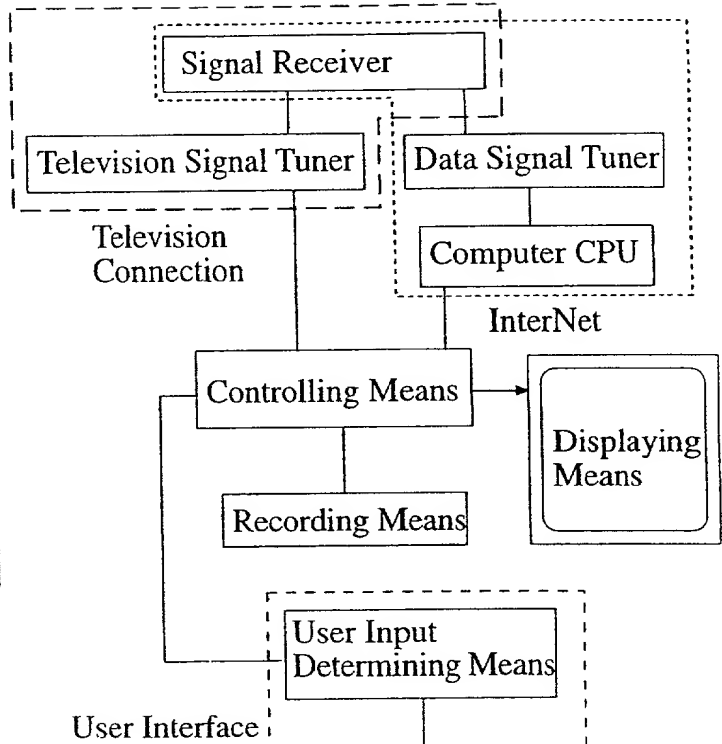 Signal Receiver
Television Signal Tuner
Data Signal Tuner
Television
Connection
Computer CPU
InterNet
Controlling Means
Displaying
Means
Recording Means
User Input
Determining Means
User Interface